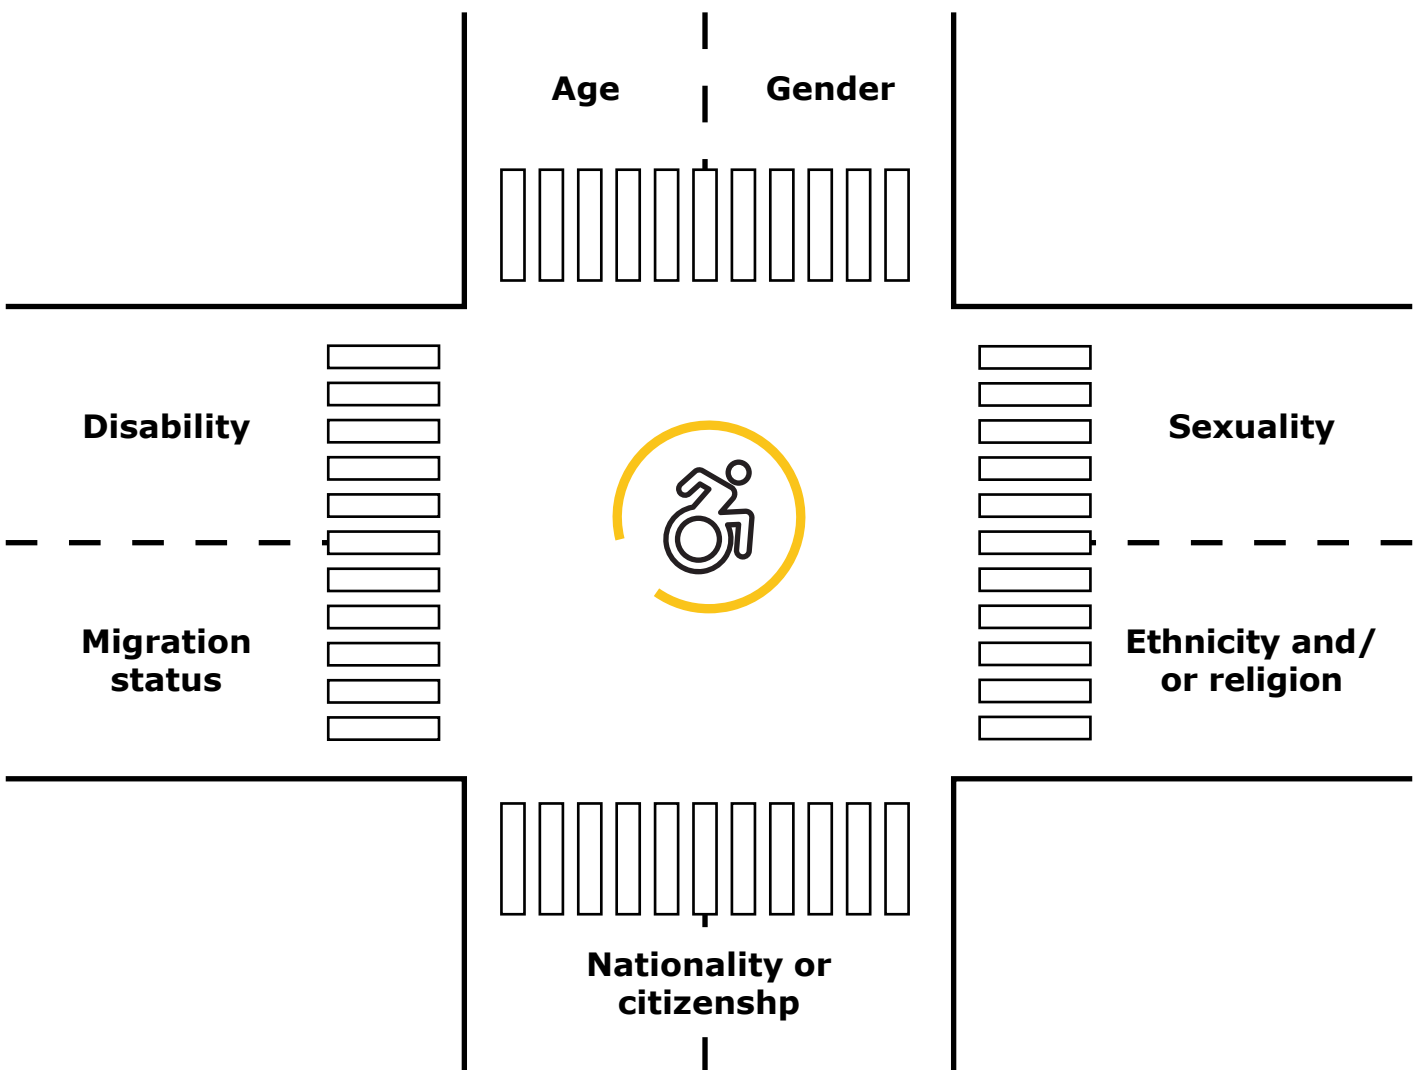 Age
Gender
Disability
Sexuality
Migration
status
Ethnicity and/
or religion
Nationality or
citizenshp